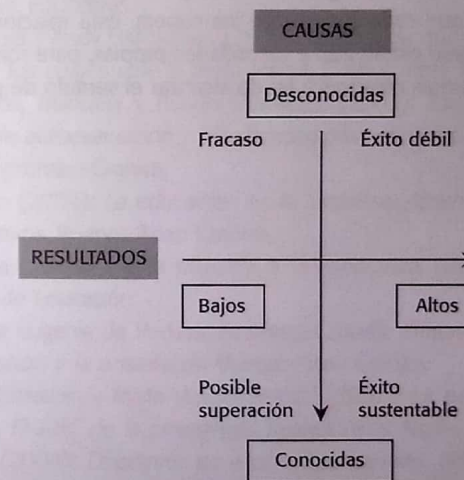 CAUSAS
Desconocidas
Fracaso
Éxito débil
RESULTADOS
Bajos
Altos
Posible
superación
Éxito
sustentable
Conocidas